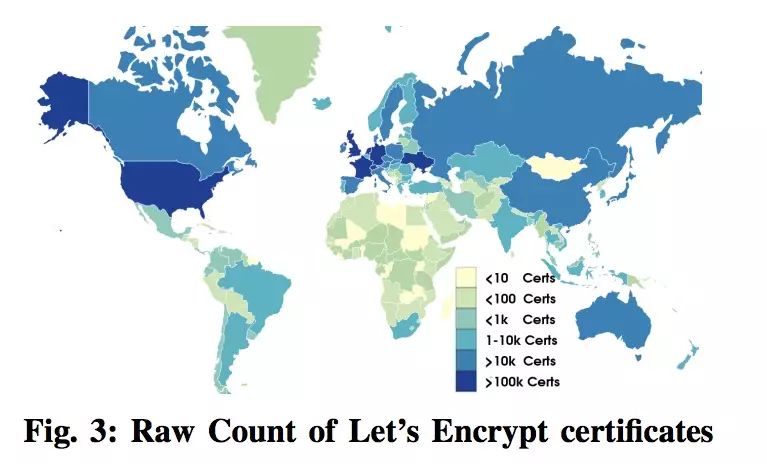 <10 Certs
<100 Certs
<1k Certs
1-10k Certs
>10k Certs
>100k Certs
Fig. 3: Raw Count of Let's Encrypt certificates